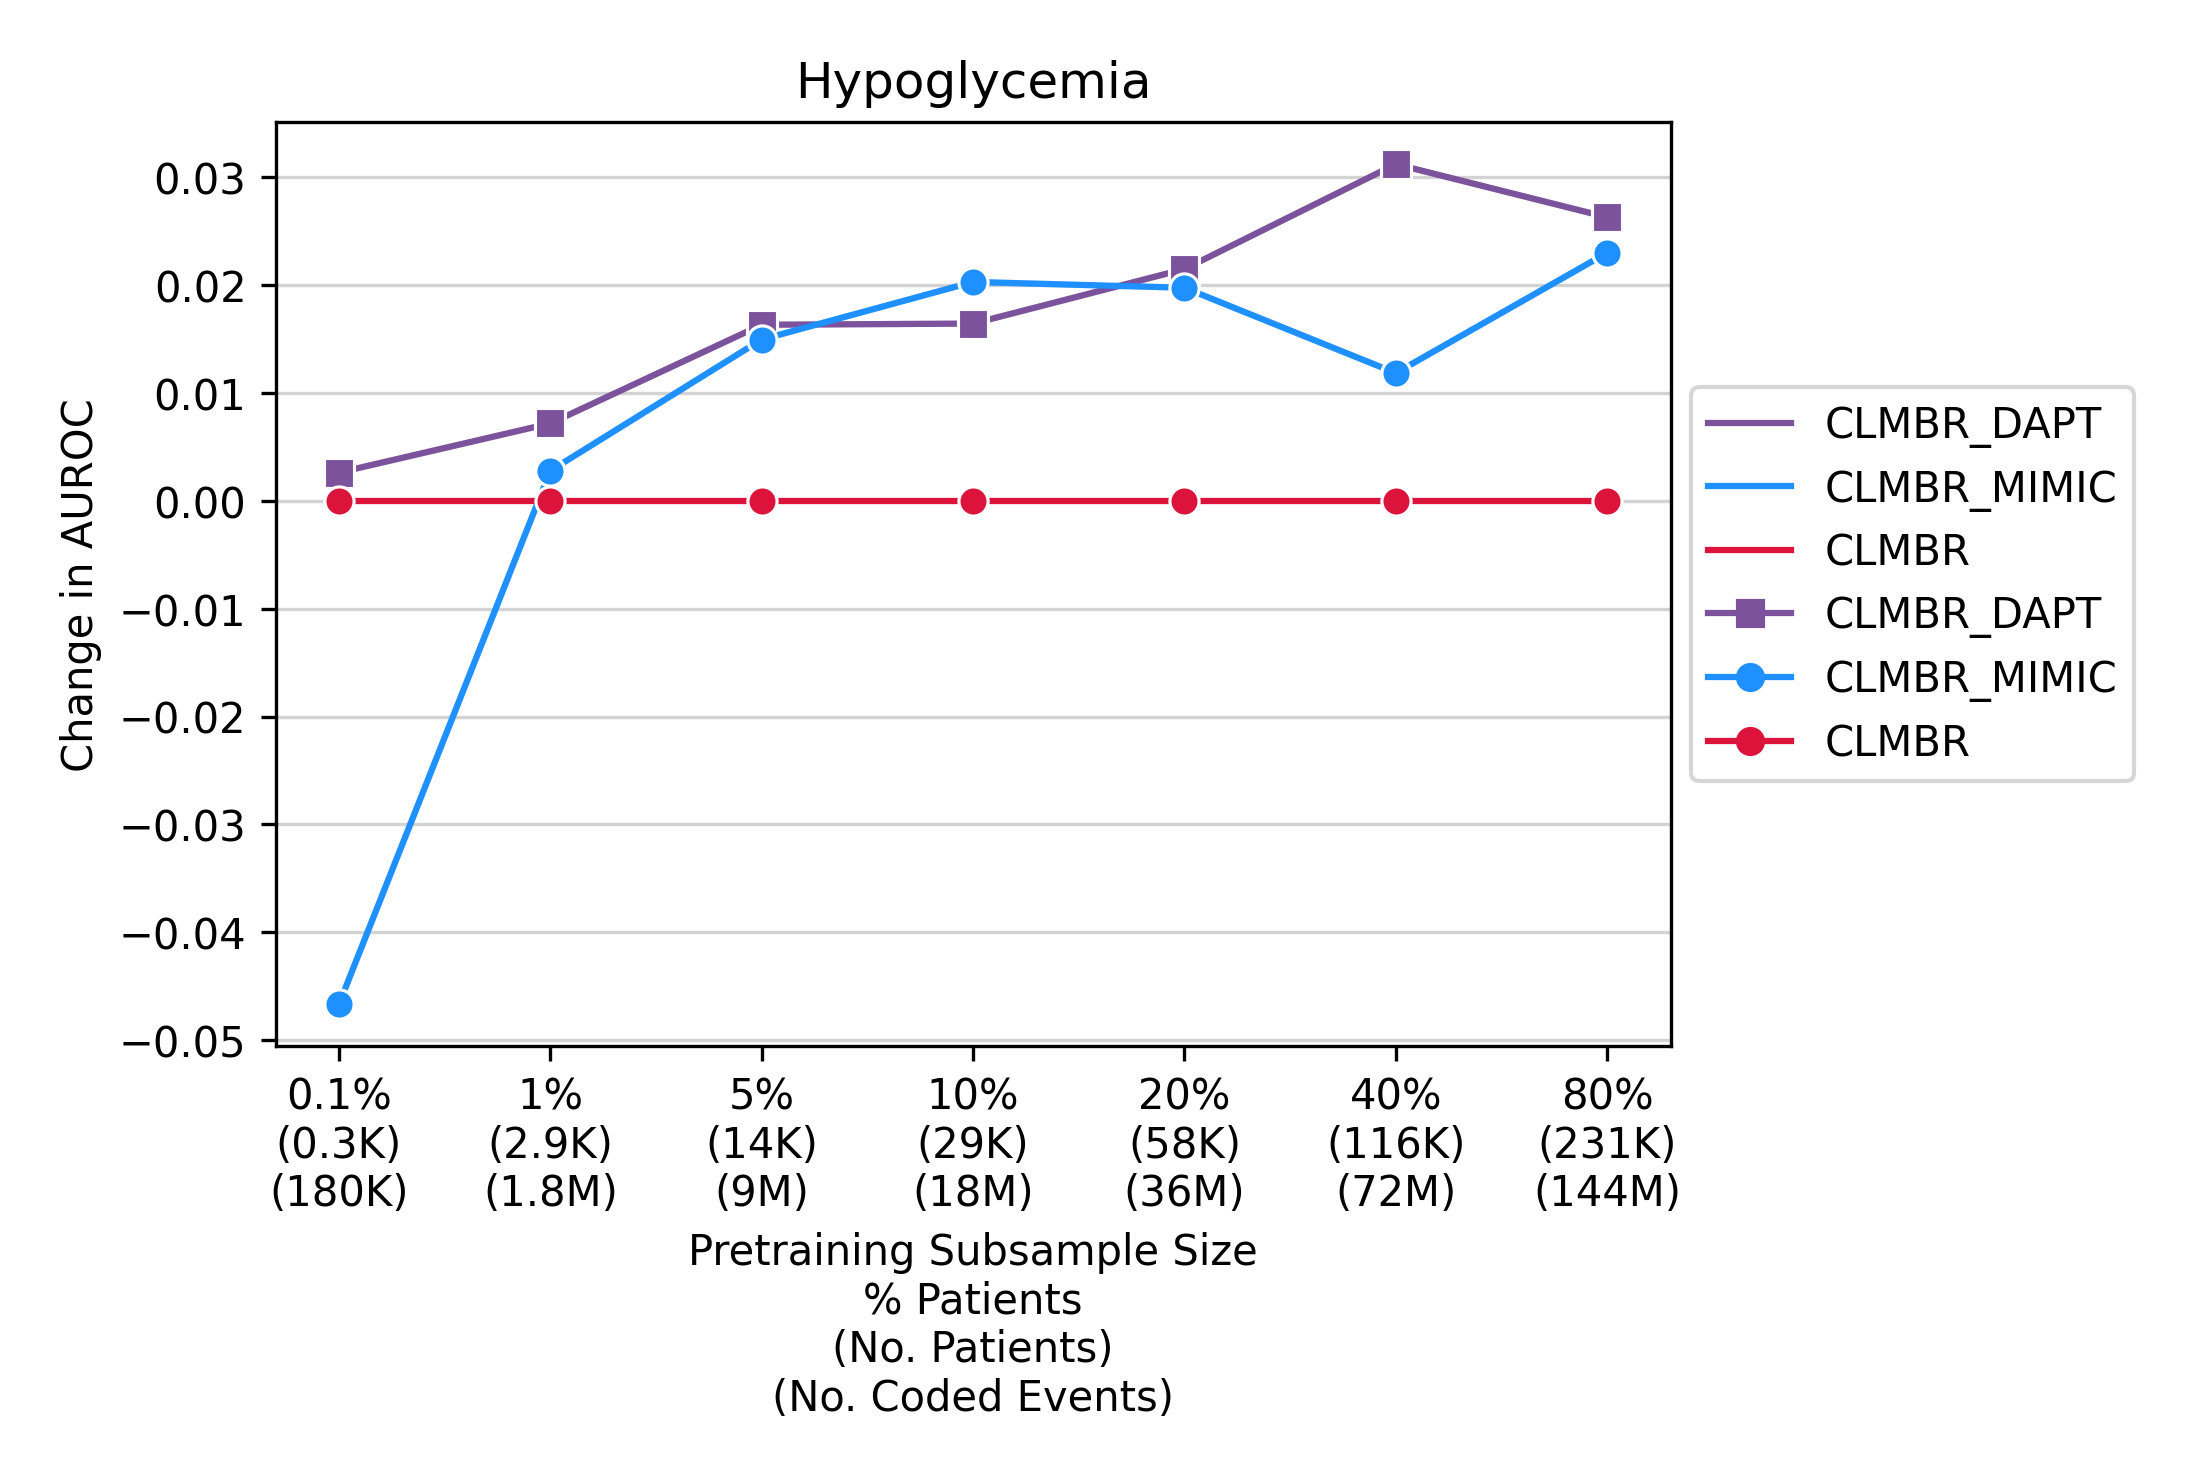 Hypoglycemia
Change in AUROC
0.03
0.02
0.01
0.00
−0.01
−0.02
−0.03
−0.04
−0.05
CLMBR_DAPT
CLMBR_MIMIC
CLMBR
CLMBR_DAPT
CLMBR_MIMIC
CLMBR
0.1% 1% 5% 10% 20% 40% 80%
(0.3K) (2.9K) (14K) (29K) (58K) (116K) (231K)
(180K) (1.8M) (9M) (18M) (36M) (72M) (144M)
Pretraining Subsample Size
% Patients
(No. Patients)
(No. Coded Events)